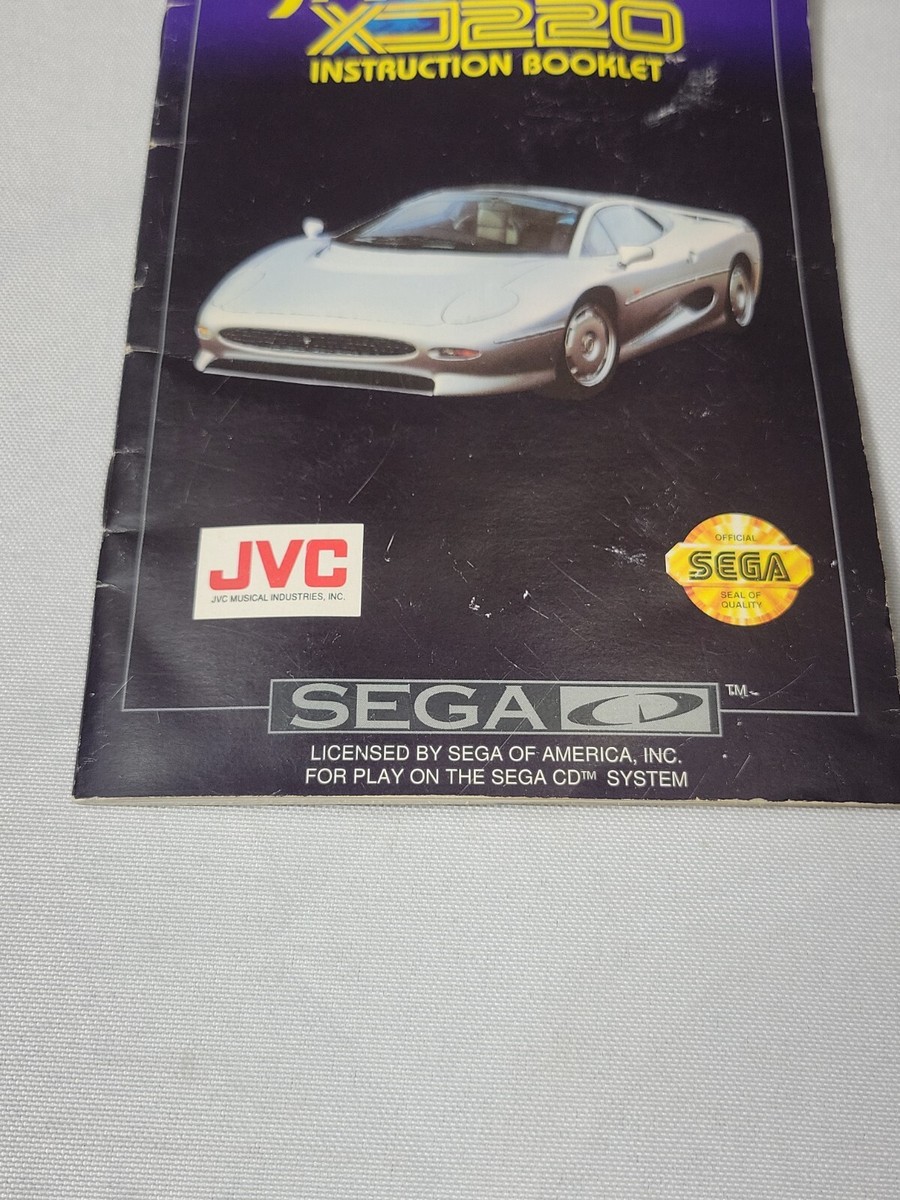 XJ220
INSTRUCTION BOOKLET
JVC
JVC MUSICAL INDUSTRIES, INC.
OFFICIAL
SEGA
SEAL OF
QUALITY
SEGA CD TM
LICENSED BY SEGA OF AMERICA, INC.
FOR PLAY ON THE SEGA CD™ SYSTEM